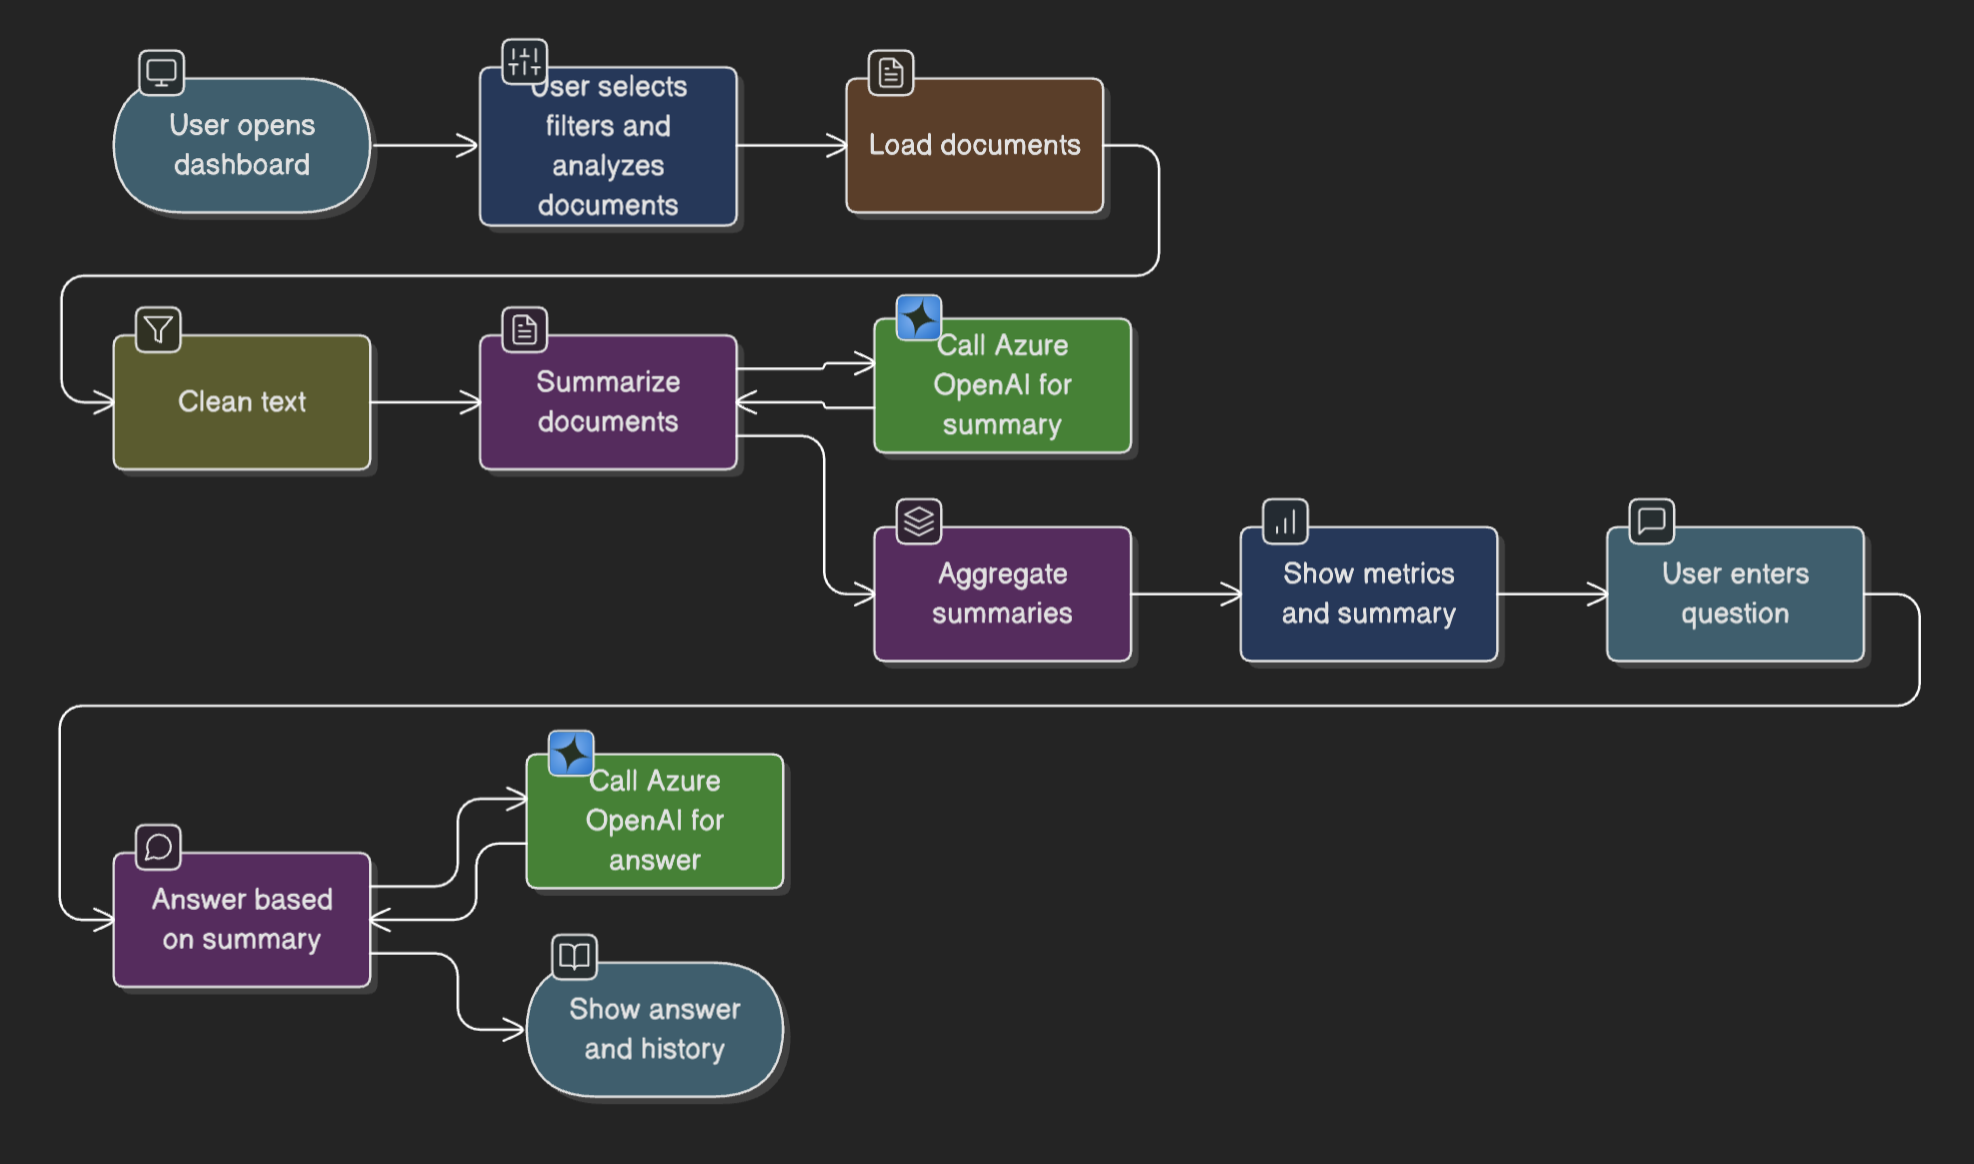 User opens
dashboard
User selects
filters and
analyzes
documents
Load documents
Clean text
Summarize
documents
Call Azure
OpenAI for
summary
Aggregate
summaries
Show metrics
and summary
User enters
question
Call Azure
OpenAI for
answer
Answer based
on summary
Show answer
and history